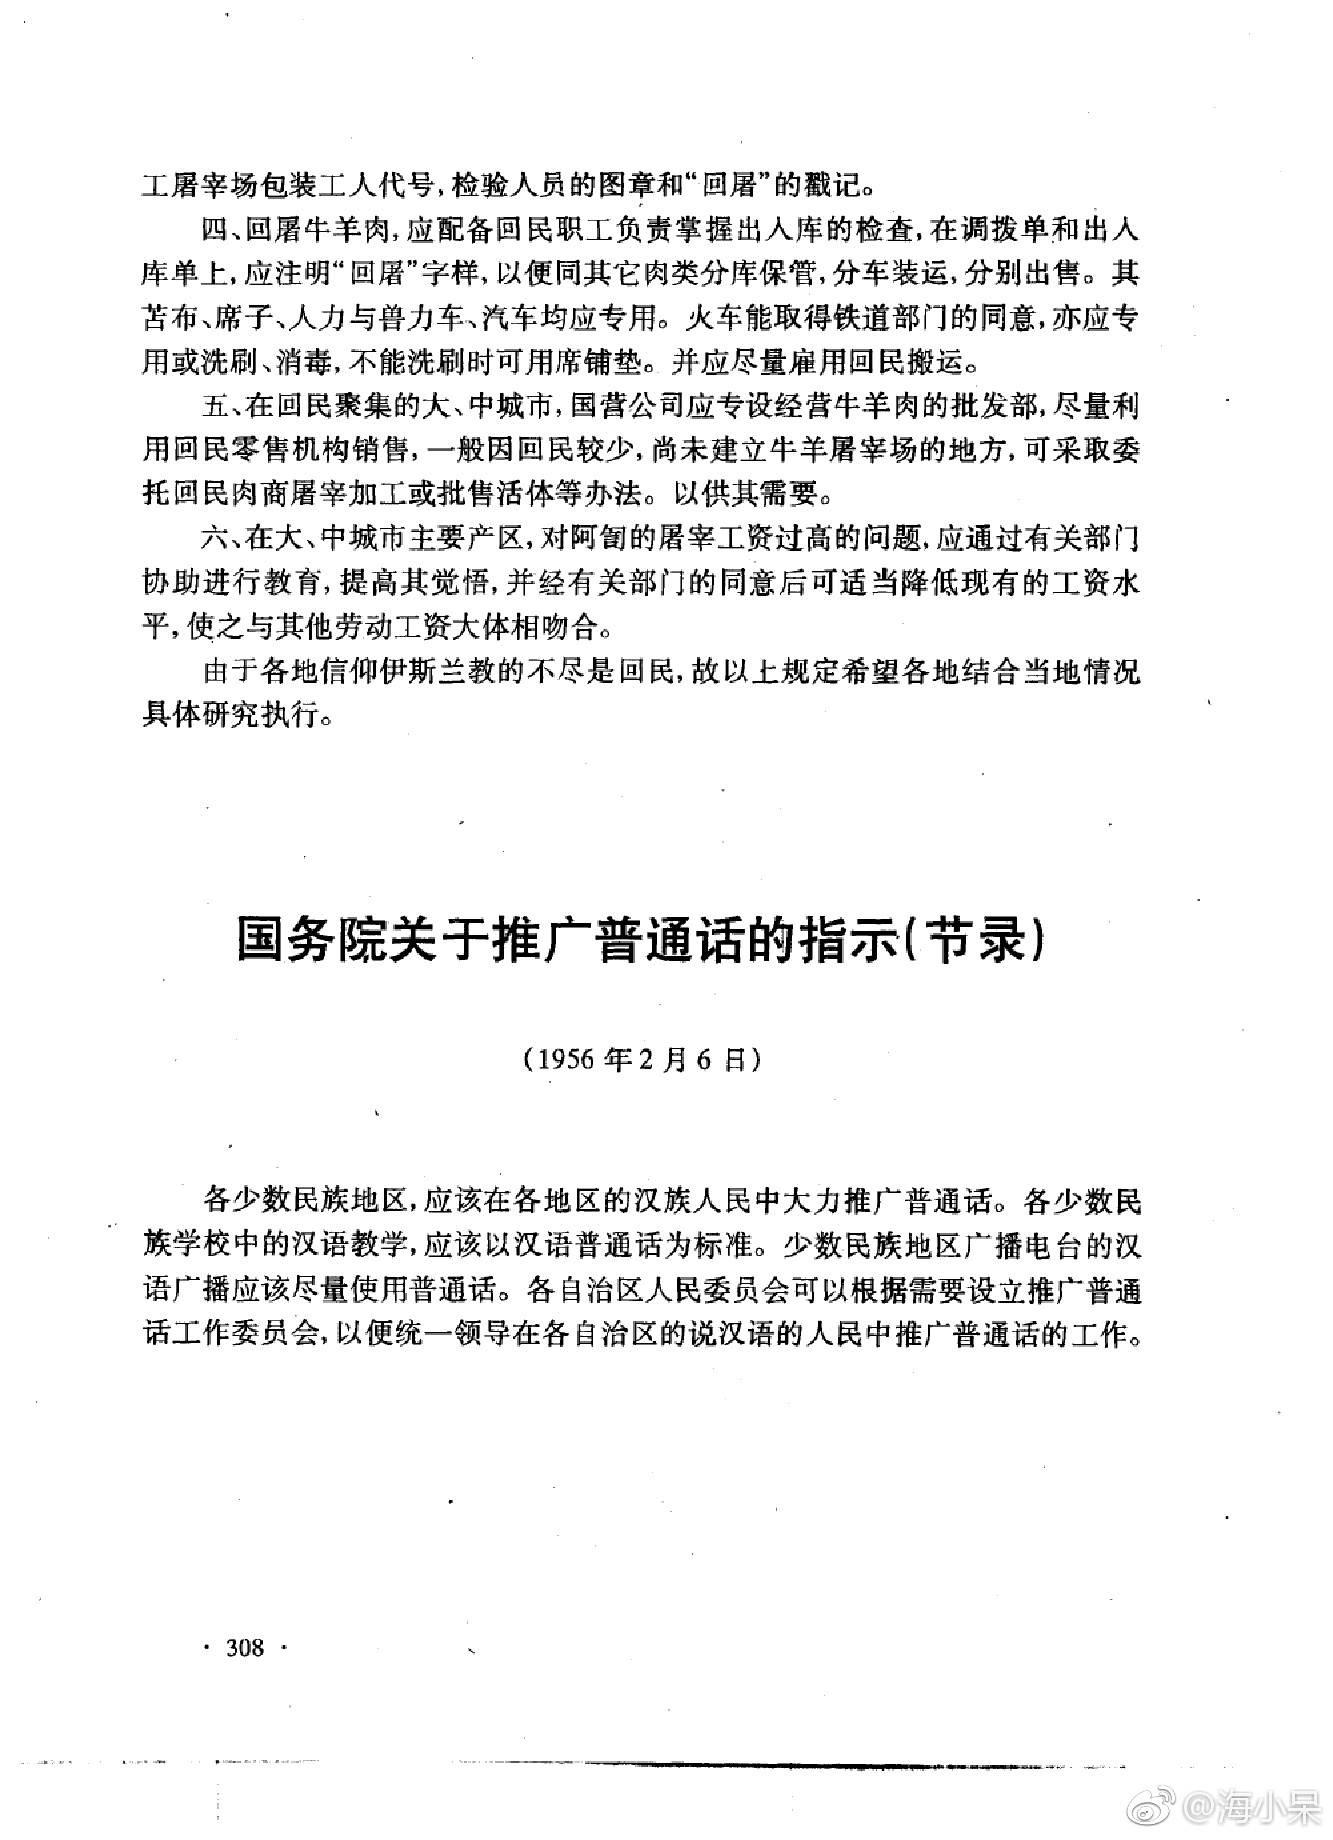 工屠宰场包装工人代号,检验人员的图章和“回屠”的戳记。
四、回屠牛羊肉,应配备回民职工负责掌握出入库的检查,在调拨单和出入
库单上,应注明“回屠”字样,以便同其它肉类分库保管,分车装运,分别出售。其
苫布、席子、人力与兽力车、汽车均应专用。火车能取得铁道部门的同意,亦应专
用或洗刷、消毒,不能洗刷时可用席铺垫。并应尽量雇用回民搬运。
五、在回民聚集的大、中城市,国营公司应专设经营牛羊肉的批发部,尽量利
用回民零售机构销售,一般因回民较少,尚未建立牛羊屠宰场的地方,可采取委
托回民肉商屠宰加工或批售活体等办法。以供其需要。
六、在大、中城市主要产区,对阿訇的屠宰工资过高的问题,应通过有关部门
协助进行教育,提高其觉悟,并经有关部门的同意后可适当降低现有的工资水
平,使之与其他劳动工资大体相吻合。
由于各地信仰伊斯兰教的不尽是回民,故以上规定希望各地结合当地情况
具体研究执行。
国务院关于推广普通话的指示(节录)
(1956年2月6日)
各少数民族地区,应该在各地区的汉族人民中大力推广普通话。各少数民
族学校中的汉语教学,应该以汉语普通话为标准。少数民族地区广播电台的汉
语广播应该尽量使用普通话。各自治区人民委员会可以根据需要设立推广普通
话工作委员会,以便统一领导在各自治区的说汉语的人民中推广普通话的工作。
· 308 ·
@海小呆